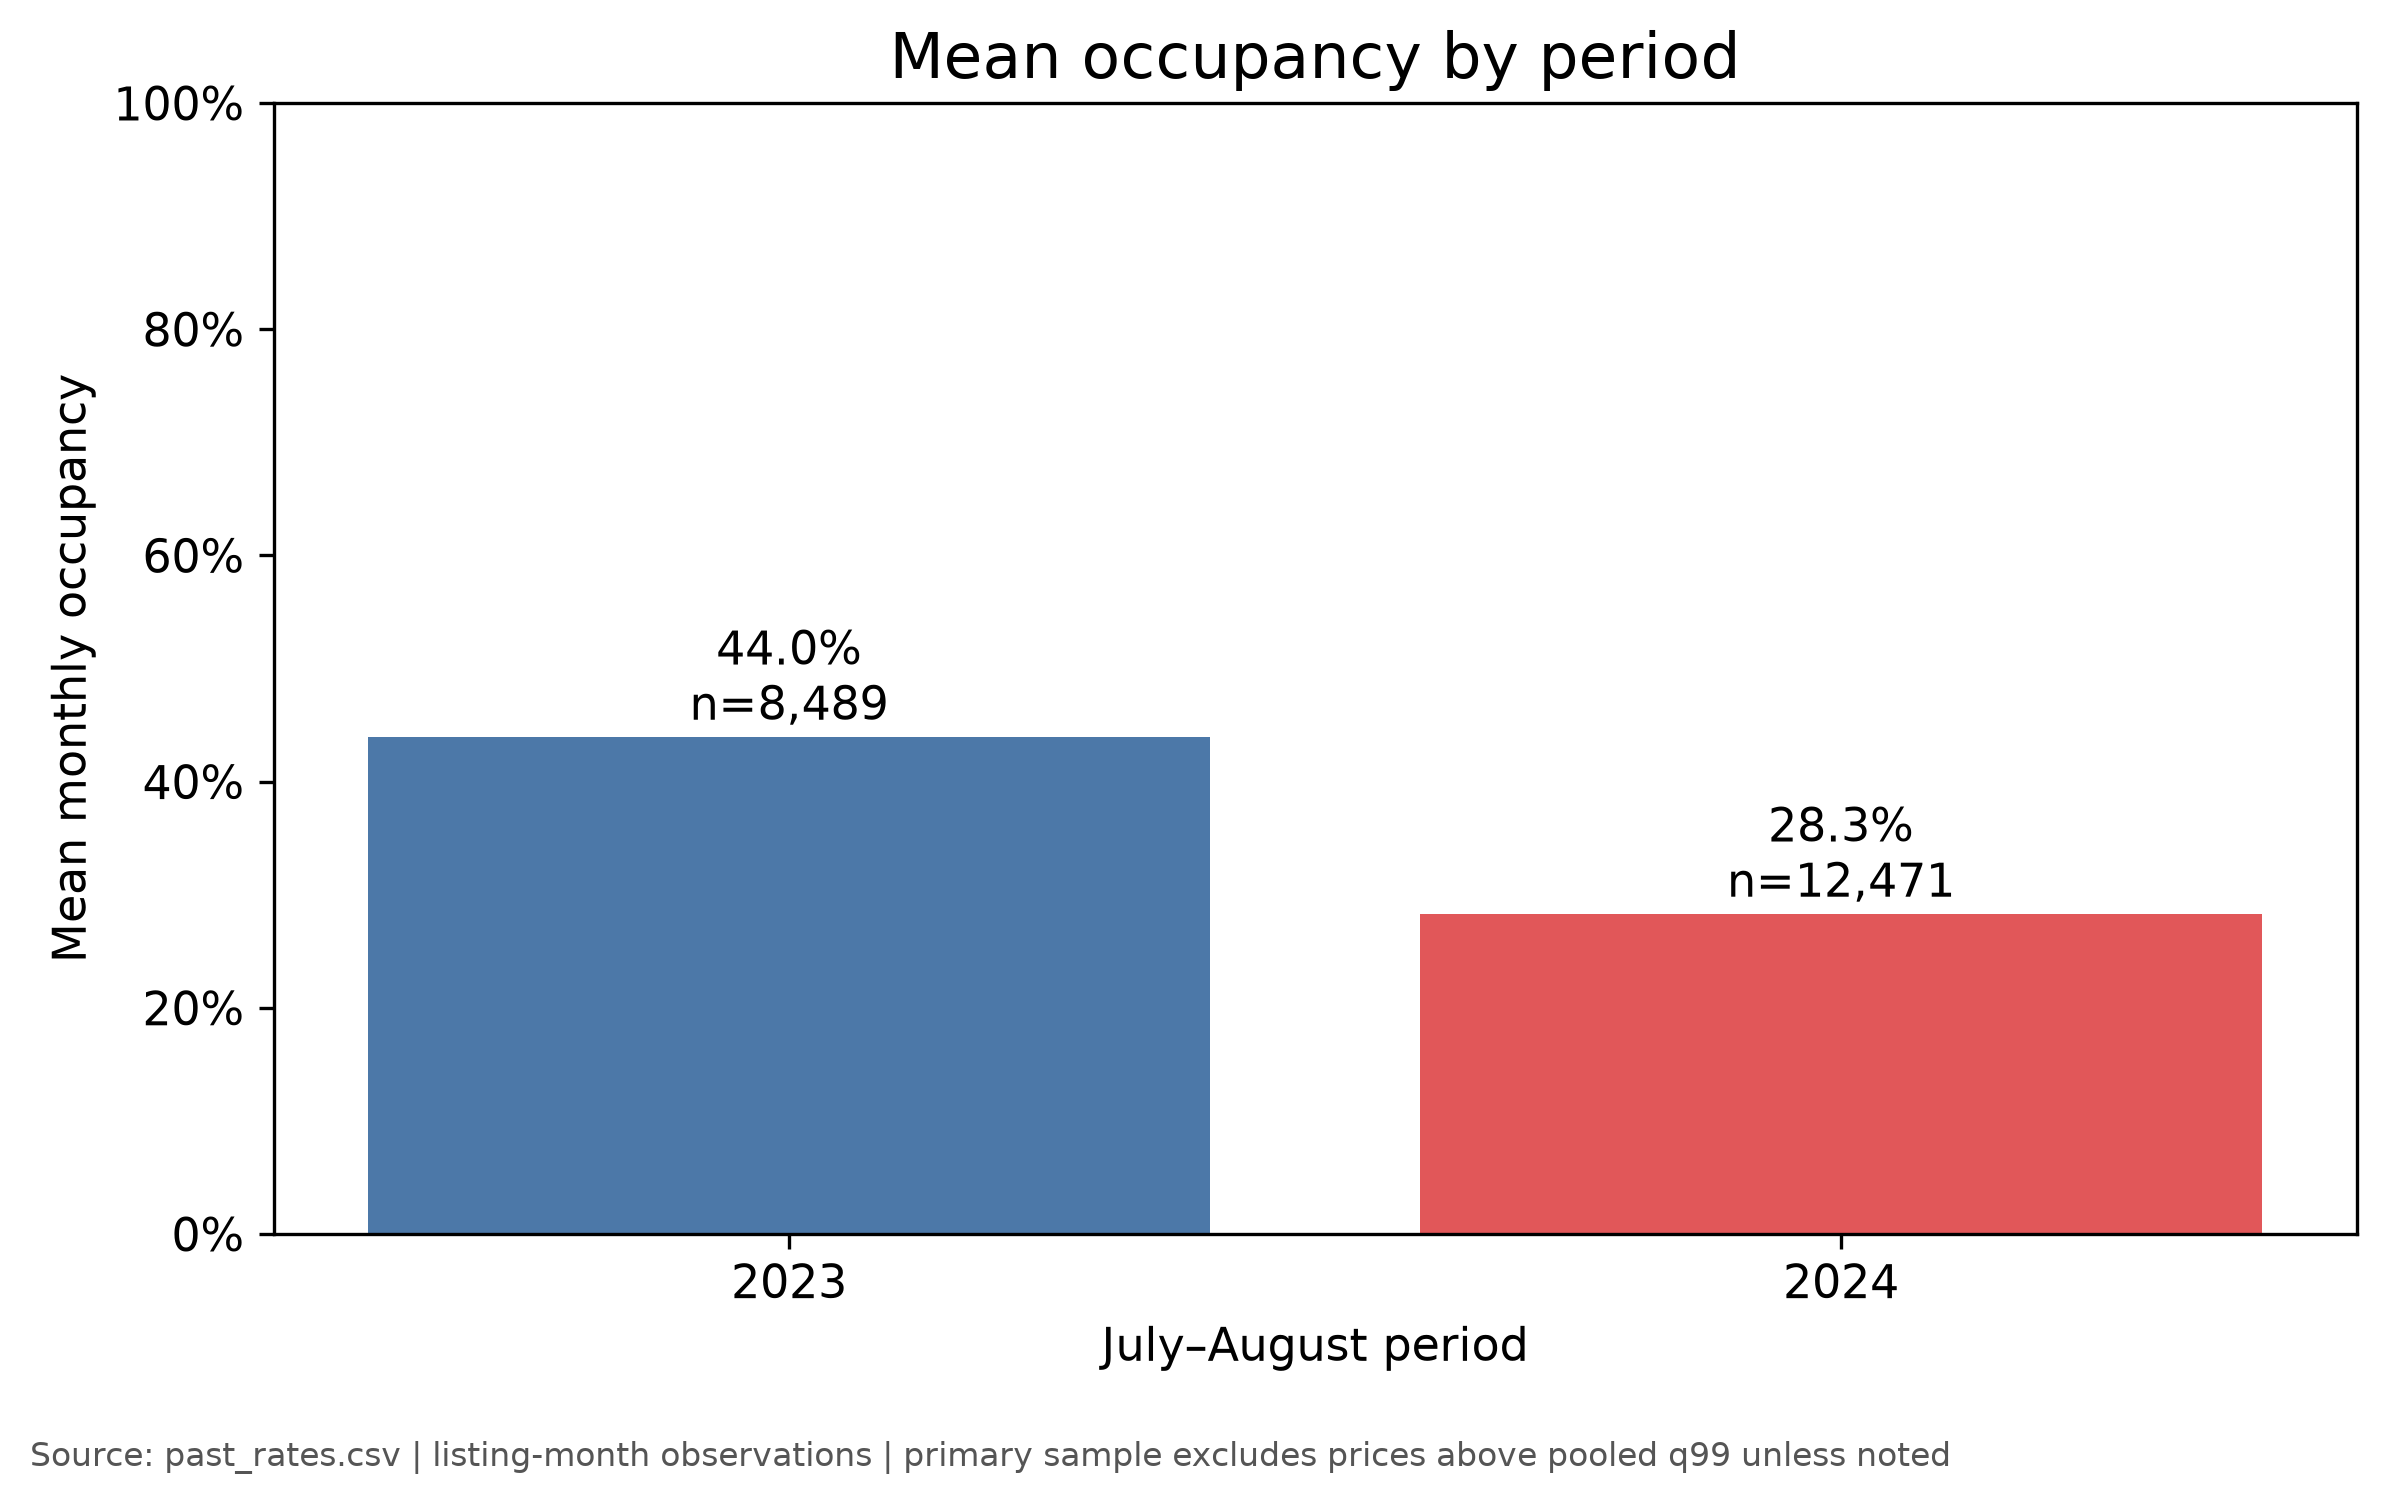 Mean occupancy by period
100%
80%
60%
40%
20%
0%
Mean monthly occupancy
44.0%
n=8,489
28.3%
n=12,471
2023
2024
July–August period
Source: past_rates.csv | listing-month observations | primary sample excludes prices above pooled q99 unless noted